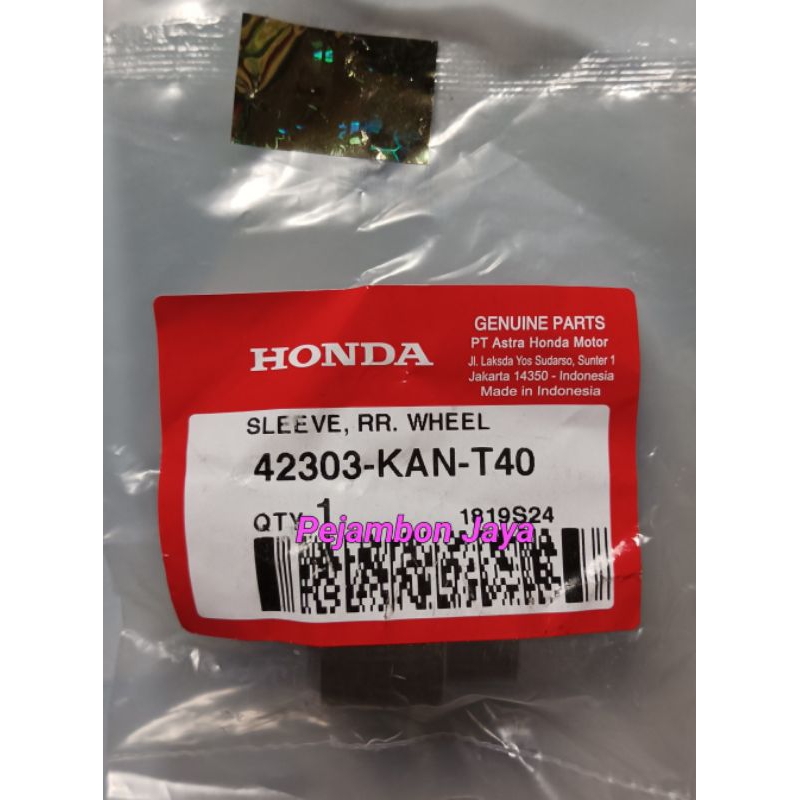 HONDA
GENUINE PARTS
PT Astra Honda Motor
Jl. Laksda Yos Sudarso, Sunter 1
Jakarta 14350 - Indonesia
Made in Indonesia
SLEEVE, RR. WHEEL
42303-KAN-T40
QTY 1 1819S24
Pejambon Jaya